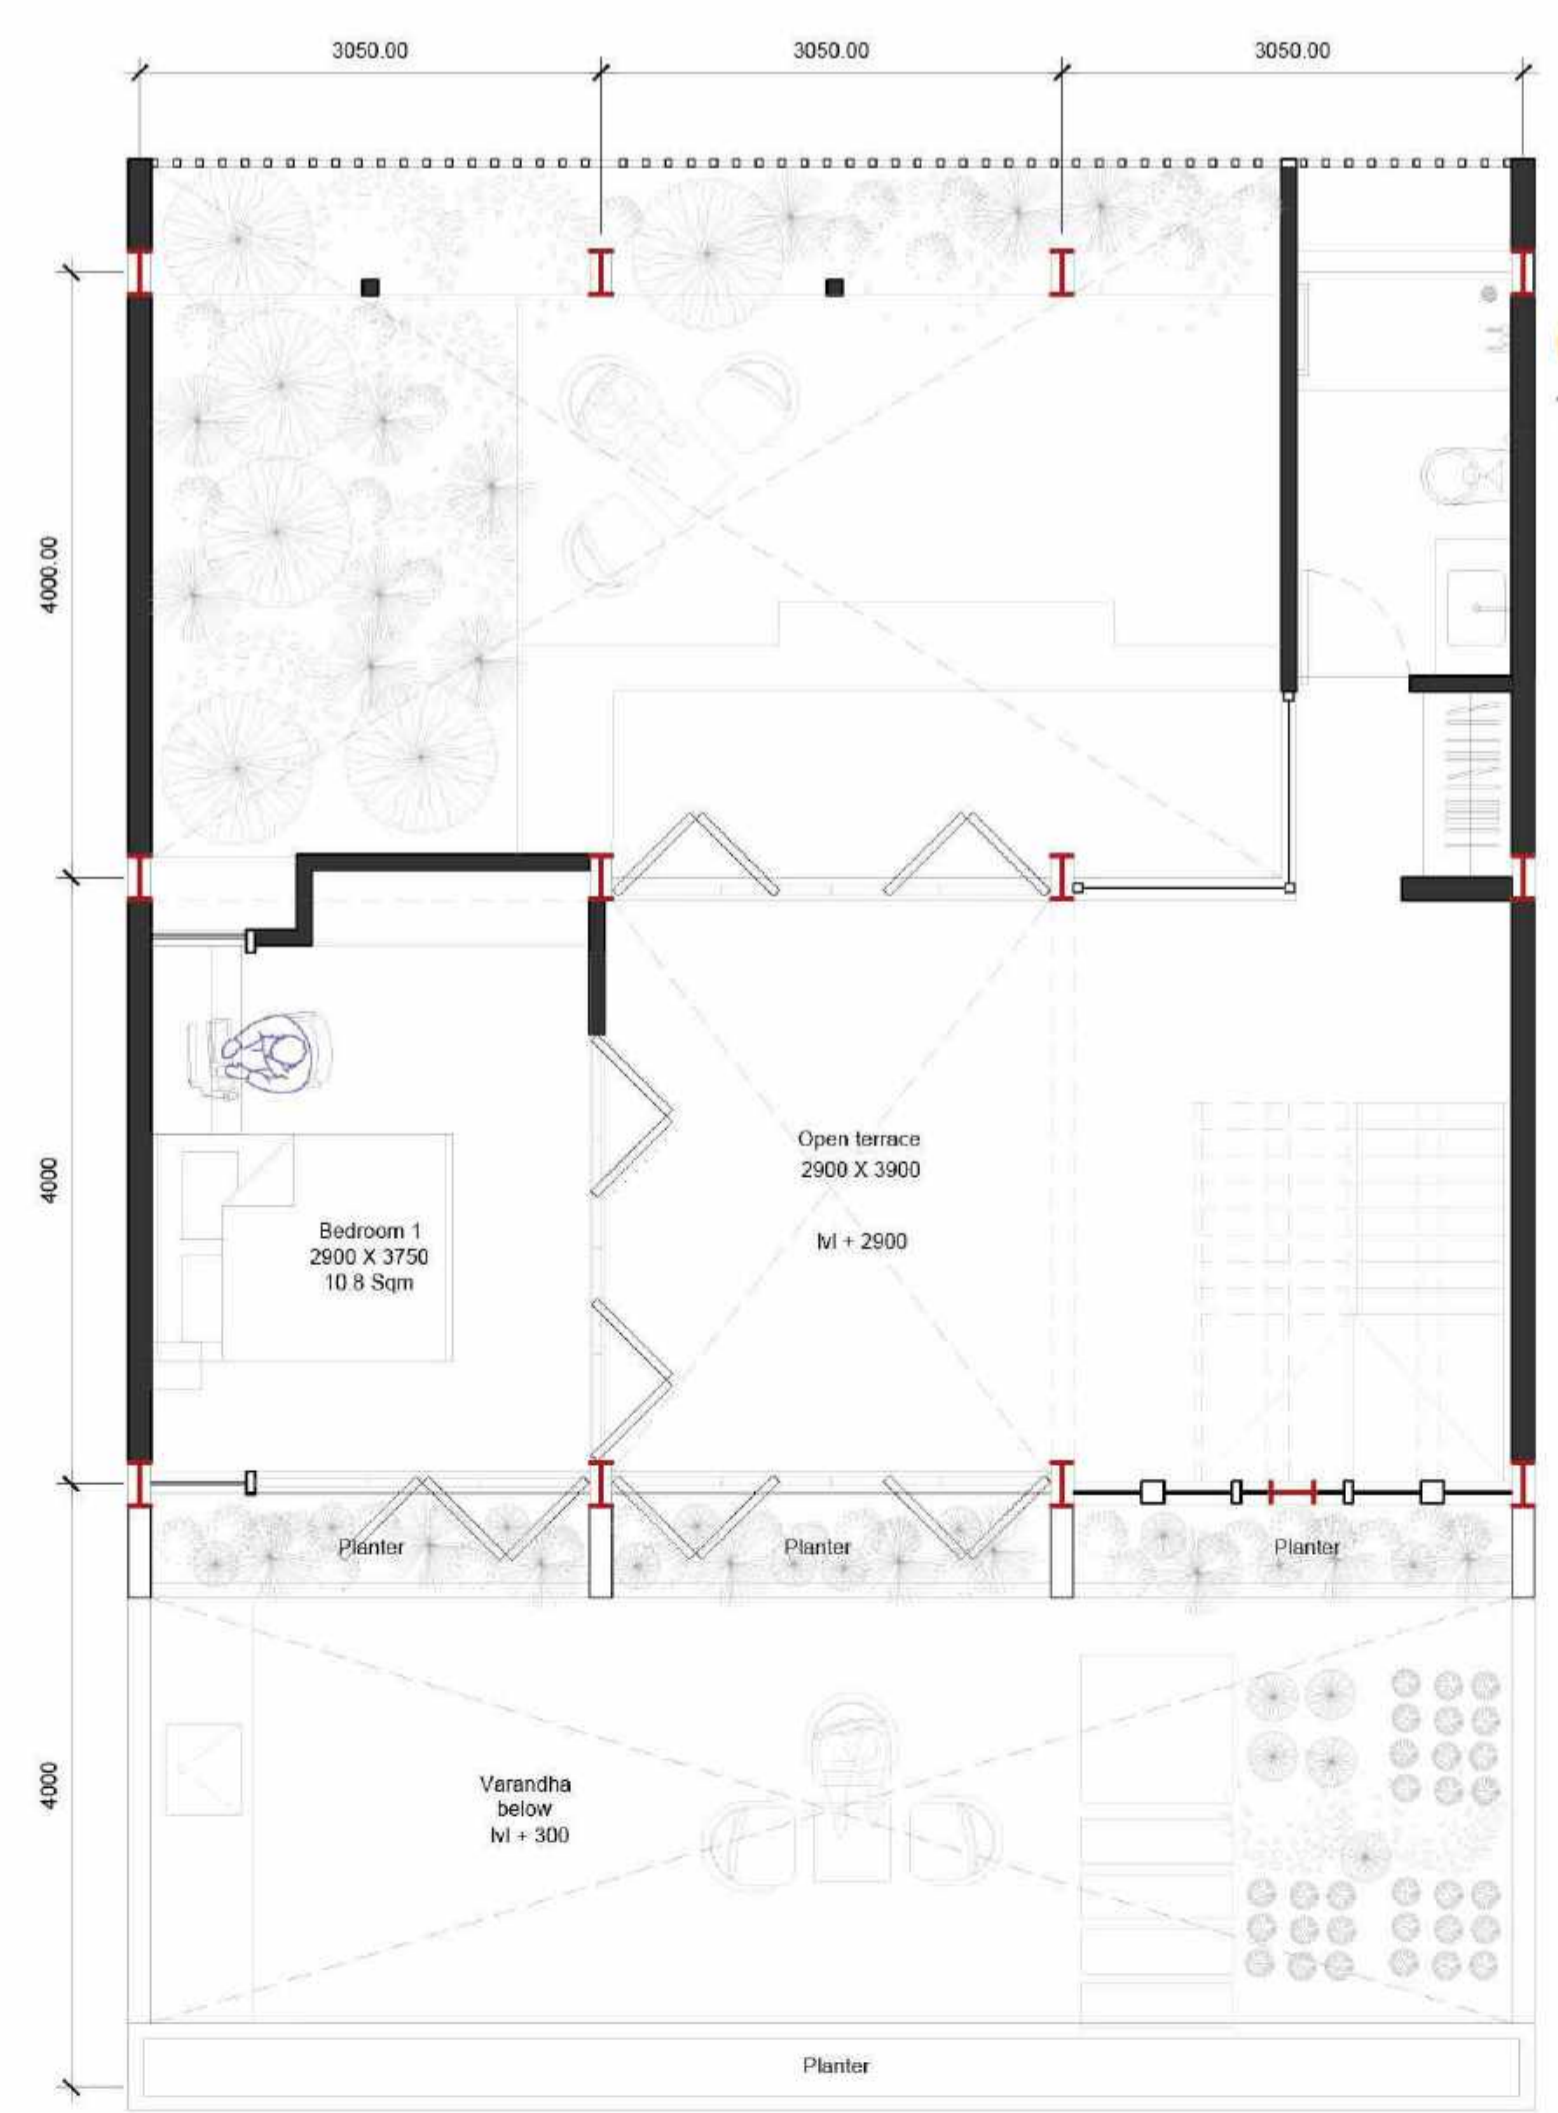 3050.00
3050.00
3050.00
4000.00
4000
4000
Bedroom 1
2900 X 3750
10.8 Sqm
Open terrace
2900 X 3900
lvl + 2900
Planter
Planter
Planter
Varandha
below
lvl + 300
Planter